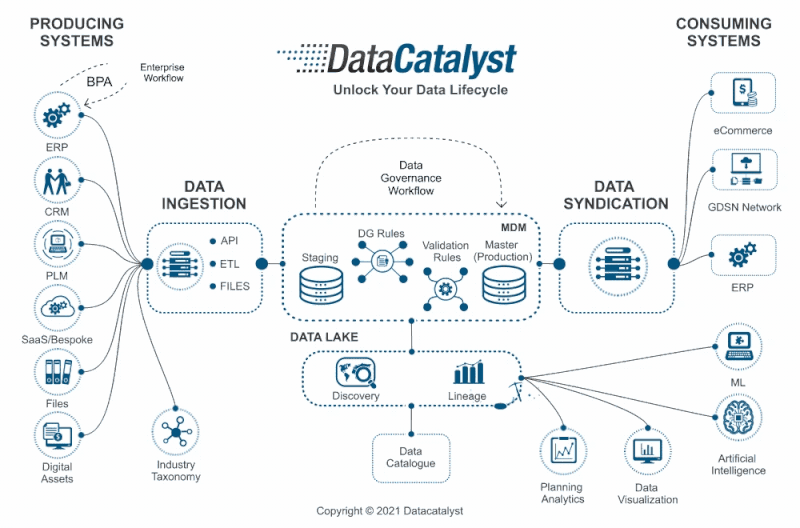 PRODUCING
SYSTEMS
BPA
Enterprise
Workflow
DataCatalyst
Unlock Your Data Lifecycle
CONSUMING
SYSTEMS
ERP
CRM
PLM
SaaS/Bespoke
Files
Digital
Assets
Industry
Taxonomy
DATA
INGESTION
API
ETL
FILES
Data
Governance
Workflow
MDM
Staging
DG Rules
Validation
Rules
Master
(Production)
DATA
SYNDICATION
$
eCommerce
GDSN Network
ERP
DATA LAKE
Discovery
Lineage
Data
Catalogue
Planning
Analytics
Data
Visualization
ML
Artificial
Intelligence
Copyright © 2021 Datacatalyst